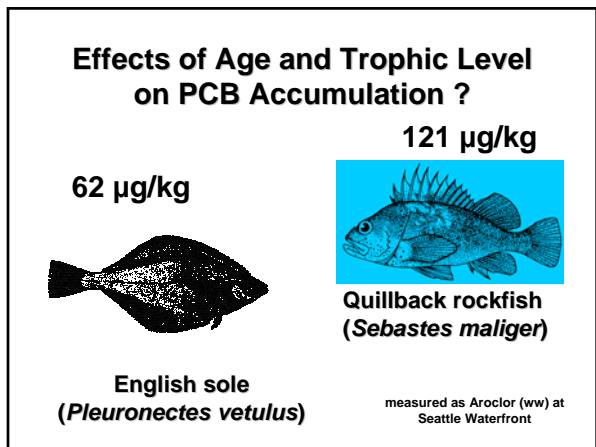 Effects of Age and Trophic Level
on PCB Accumulation ?
121 µg/kg
62 µg/kg
Quillback rockfish
(Sebastes maliger)
English sole
(Pleuronectes vetulus)
measured as Aroclor (ww) at
Seattle Waterfront